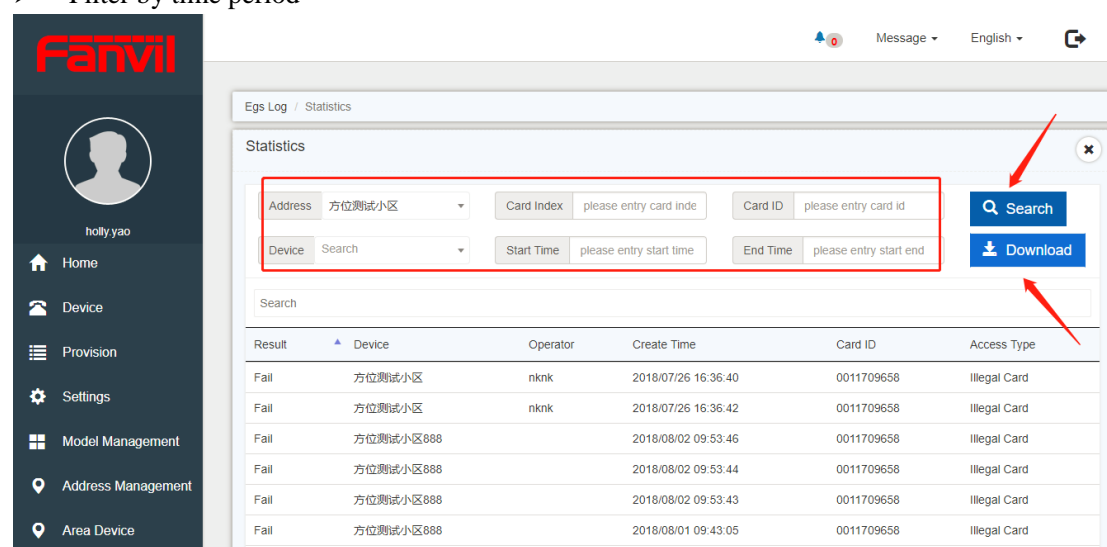 Filter by time period
Fanvil
0 Message English
Egs Log / Statistics
Statistics
Address 方位测试小区 Card Index please entry card inde Card ID please entry card id Search
holly.yao
Device Search Start Time please entry start time End Time please entry start end Download
Home
Search
Device
Result Device Operator Create Time Card ID Access Type
Provision
Fail 方位测试小区 nknk 2018/07/26 16:36:40 0011709658 Illegal Card
Settings
Fail 方位测试小区 nknk 2018/07/26 16:36:42 0011709658 Illegal Card
Model Management
Fail 方位测试小区888 2018/08/02 09:53:46 0011709658 Illegal Card
Fail 方位测试小区888 2018/08/02 09:53:44 0011709658 Illegal Card
Address Management
Fail 方位测试小区888 2018/08/02 09:53:43 0011709658 Illegal Card
Area Device
Fail 方位测试小区888 2018/08/01 09:43:05 0011709658 Illegal Card